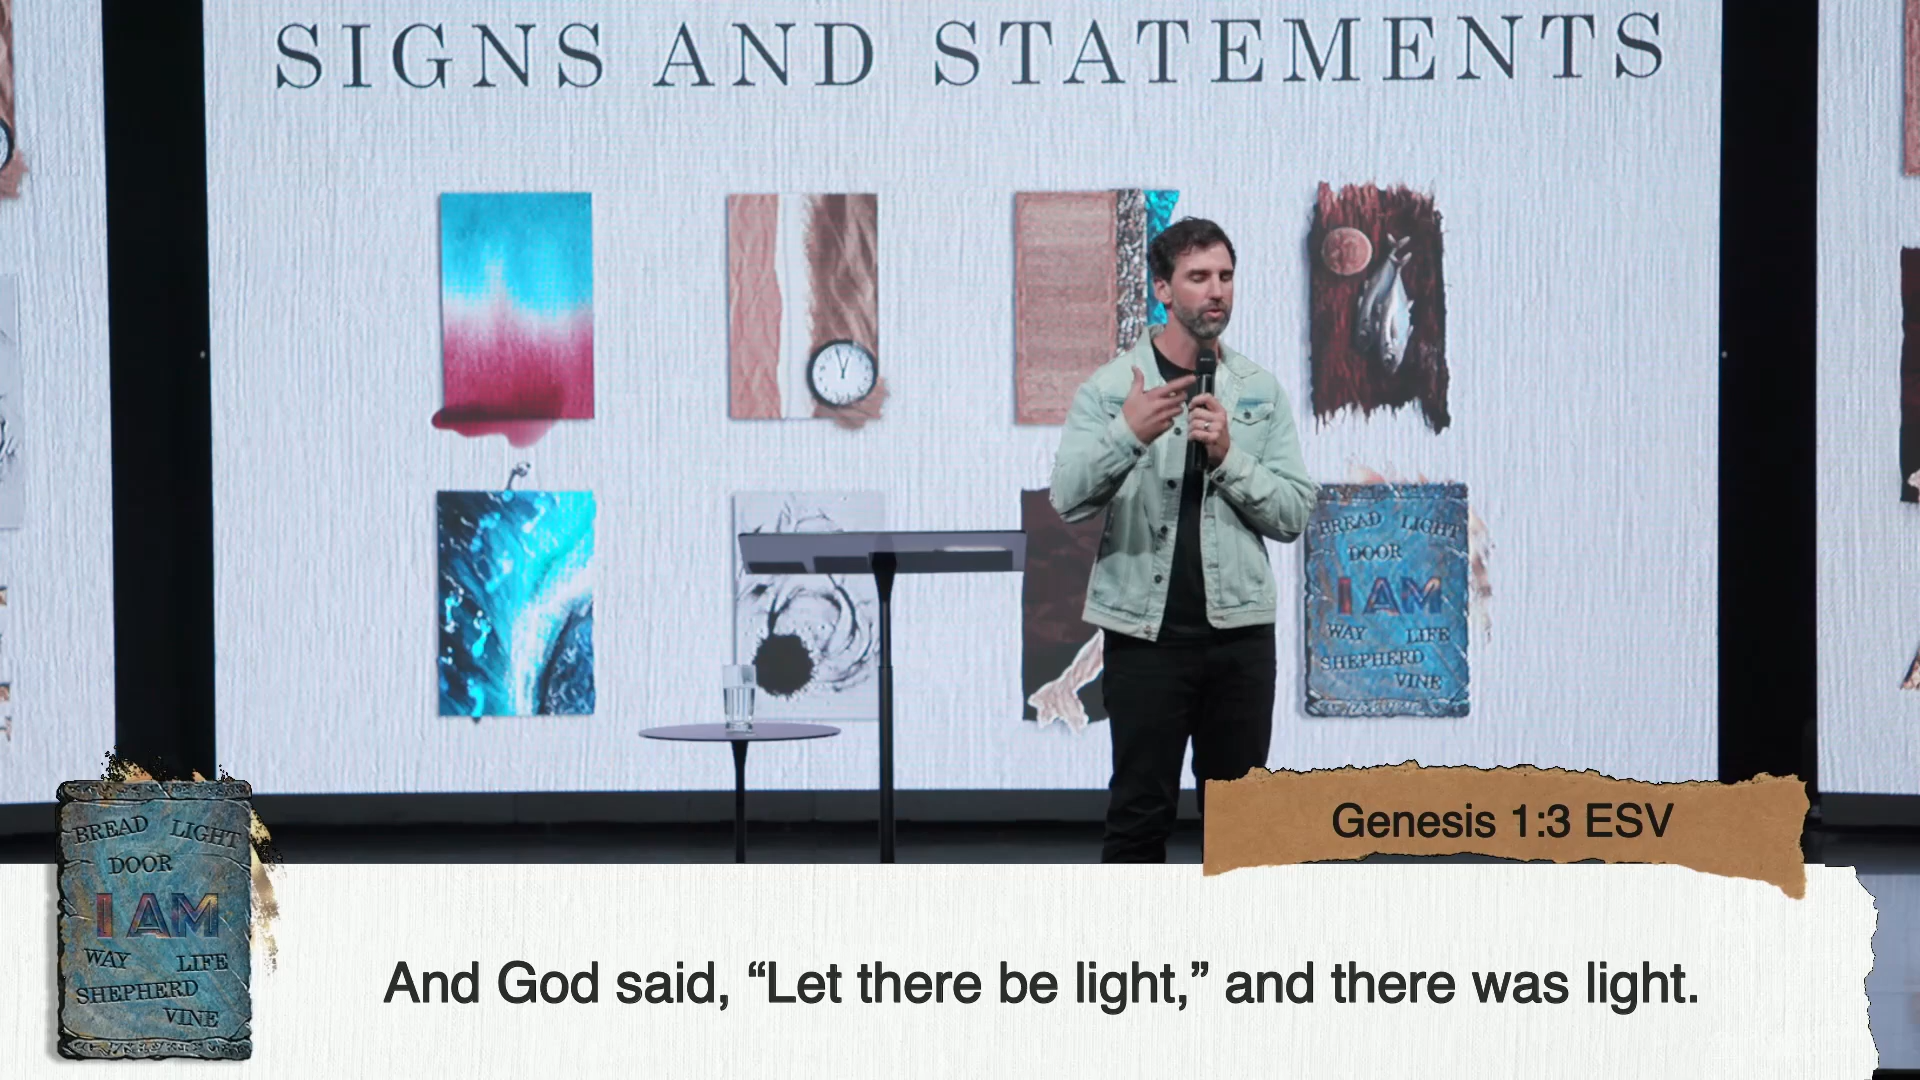 SIGNS AND STATEMENTS
BREAD LIGHT
DOOR
I AM
WAY LIFE
SHEPHERD
VINE
Genesis 1:3 ESV
BREAD LIGHT
DOOR
I AM
WAY LIFE
SHEPHERD
VINE
And God said, “Let there be light,” and there was light.